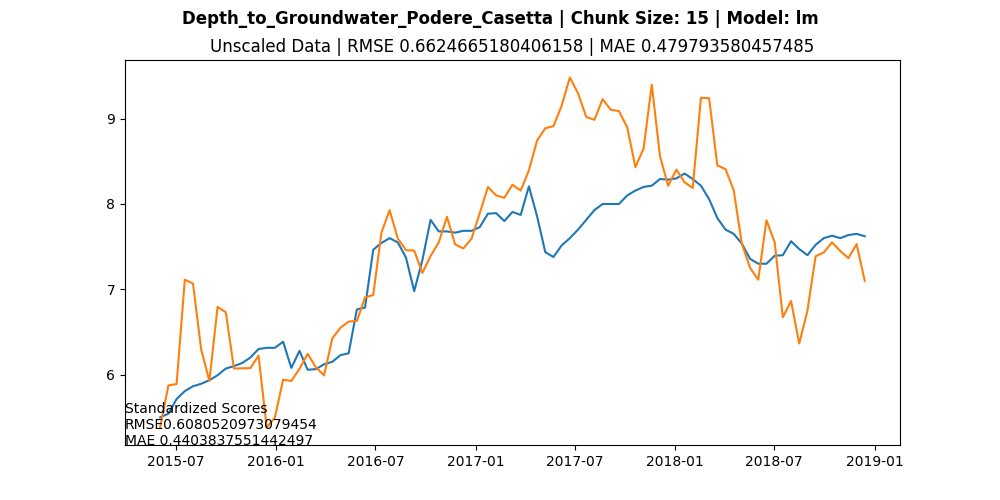 Depth_to_Groundwater_Podere_Casetta | Chunk Size: 15 | Model: lm
Unscaled Data | RMSE 0.6624665180406158 | MAE 0.479793580457485
9
8
7
6
Standardized Scores
RMSE0.6080520973079454
MAE 0.4403837551442497
2015-07 2016-01 2016-07 2017-01 2017-07 2018-01 2018-07 2019-01